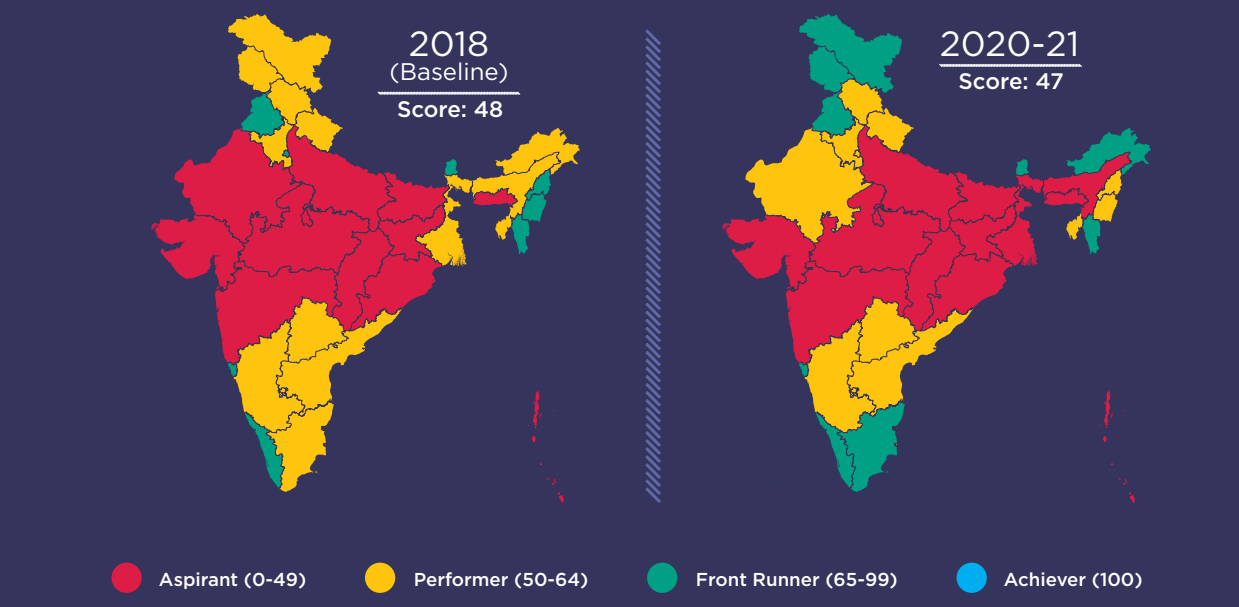 2018
(Baseline)
Score: 48
2020-21
Score: 47
Aspirant (0-49)
Performer (50-64)
Front Runner (65-99)
Achiever (100)